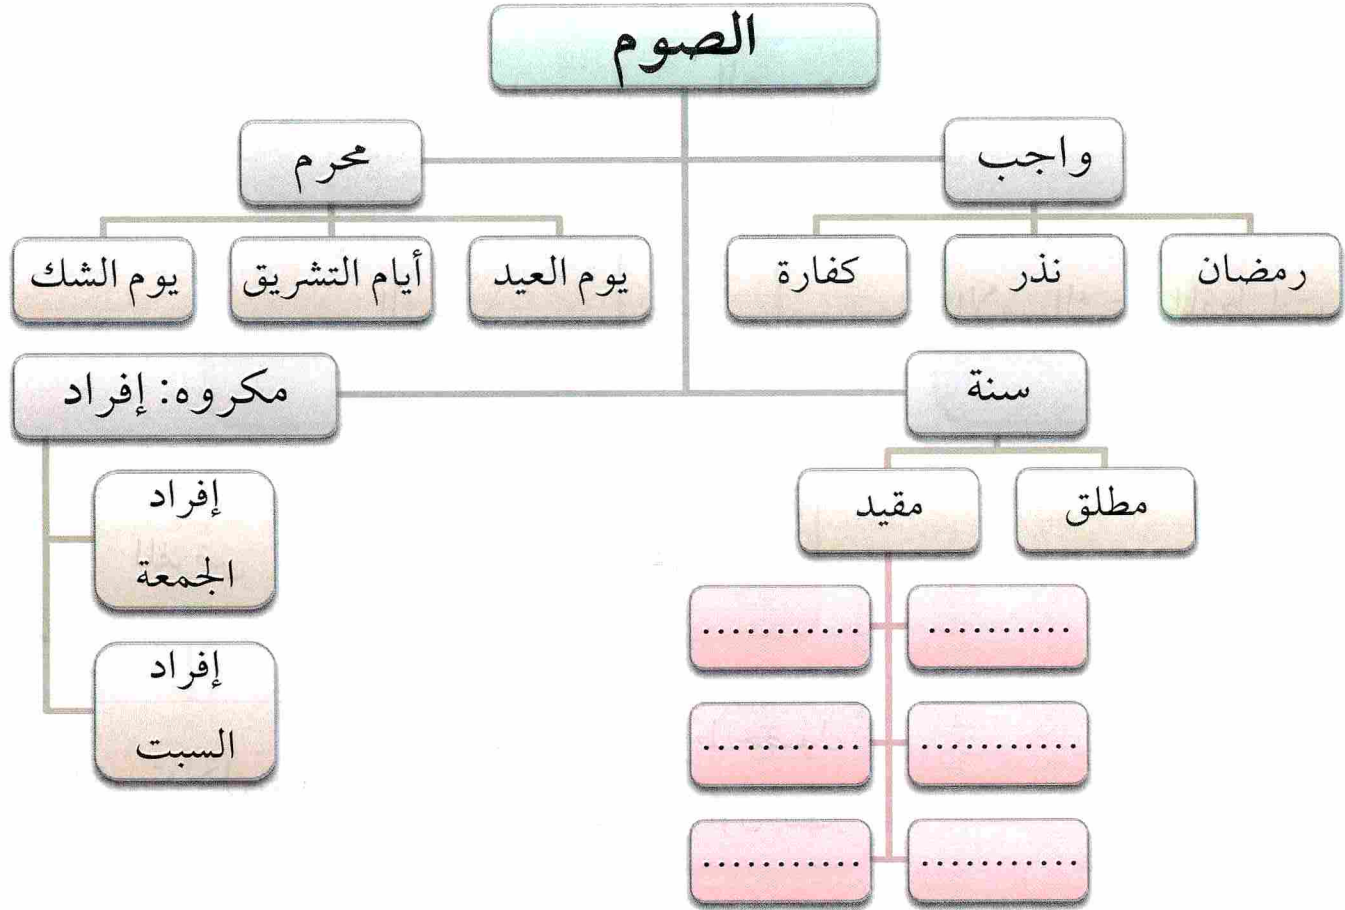 الصوم
واجب
محرم
رمضان
نذر
كفارة
يوم العيد
أيام التشريق
يوم الشك
سنة
مكروه: إفراد
مطلق
مقيد
إفراد
الجمعة
إفراد
السبت
..........
...........
...........
...........
...........
...........